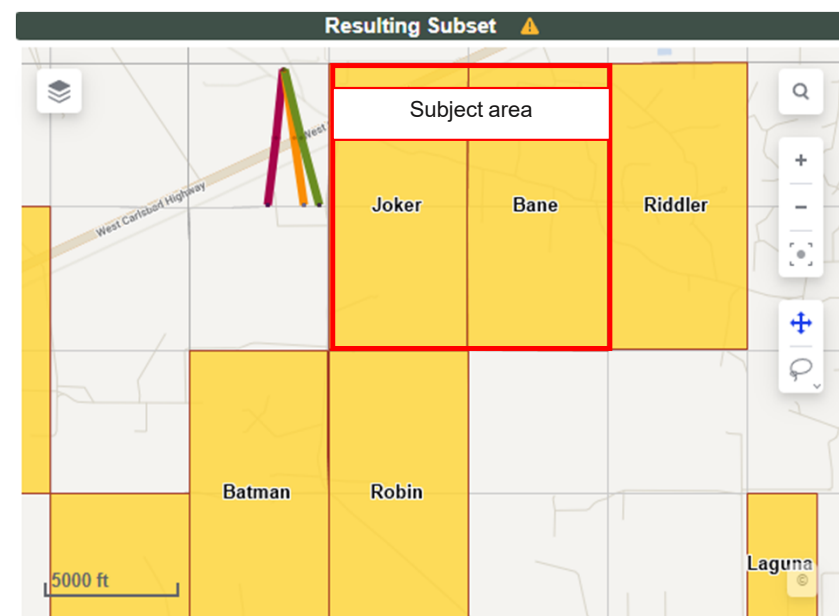 Resulting Subset
Subject area
West
West Carlsbad Highway
Joker
Bane
Riddler
Batman
Robin
Laguna
5000 ft
©